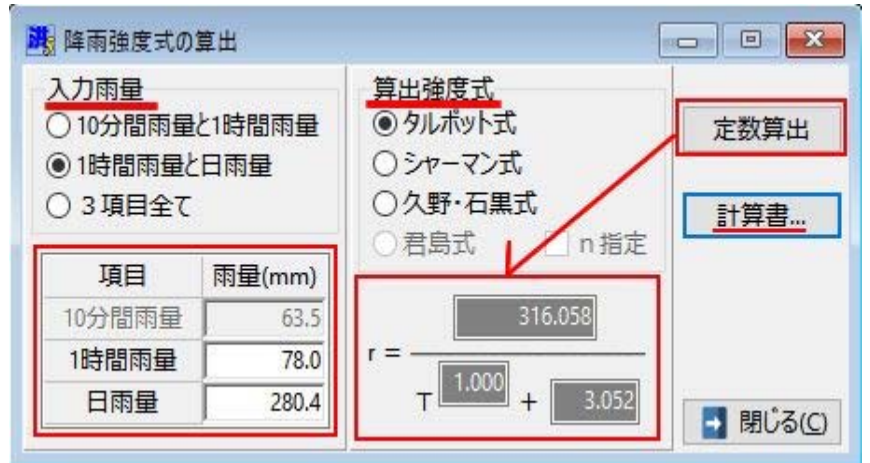 降雨強度式の算出
入力雨量
10分間雨量と1時間雨量
1時間雨量と日雨量
3項目全て
項目 雨量(mm)
10分間雨量 63.5
1時間雨量 78.0
日雨量 280.4
算出強度式
タルボット式
シャーマン式
久野・石黒式
君島式 n 指定
316.058
r =
T 1.000 + 3.052
定数算出
計算書...
閉じる(C)